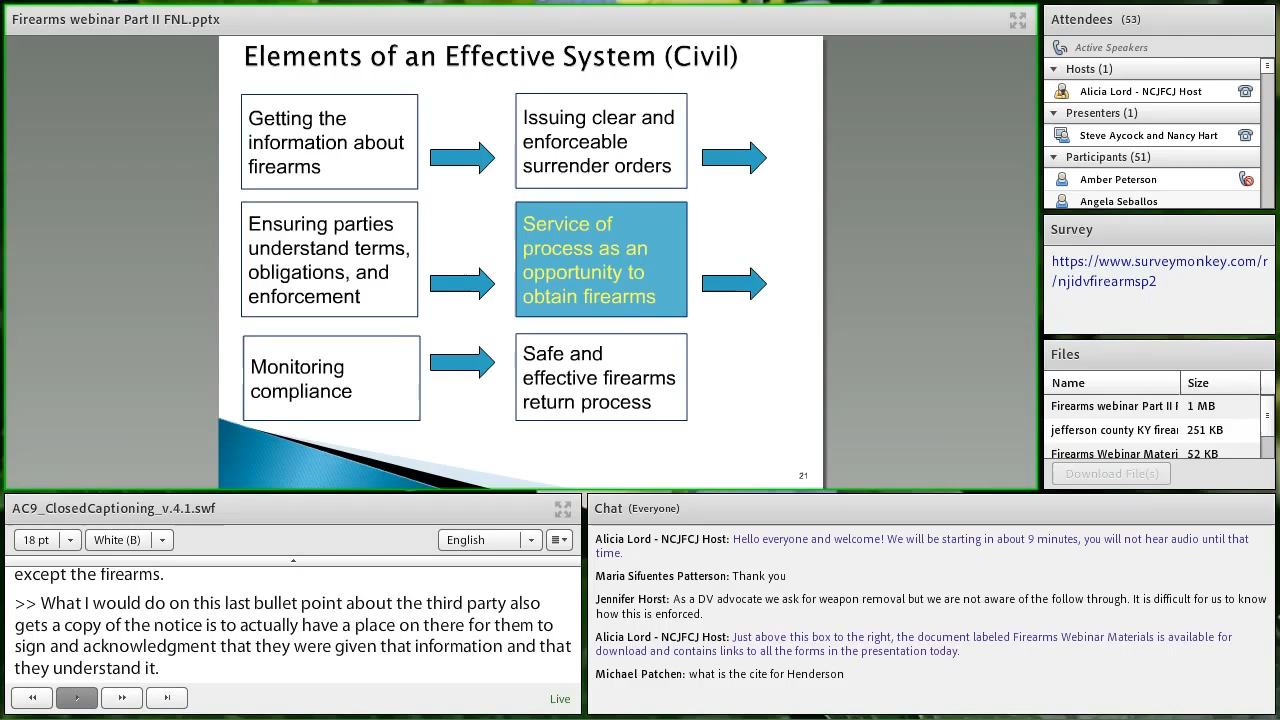 Firearms webinar Part II FNL.pptx
Elements of an Effective System (Civil)
Getting the
information about
firearms
Issuing clear and
enforceable
surrender orders
Ensuring parties
understand terms,
obligations, and
enforcement
Service of
process as an
opportunity to
obtain firearms
Monitoring
compliance
Safe and
effective firearms
return process
21
Attendees (53)
Active Speakers
Hosts (1)
Alicia Lord - NCJFCJ Host
Presenters (1)
Steve Aycock and Nancy Hart
Participants (51)
Amber Peterson
Angela Seballos
Survey
https://www.surveymonkey.com/r
/njidvfirearmsp2
Files
Name Size
Firearms webinar Part II F 1 MB
jefferson county KY firear 251 KB
Firearms Webinar Materi 52 KB
Download File(s)
AC9_ClosedCaptioning_v.4.1.swf
18 pt White (B) English
except the firearms.
>> What I would do on this last bullet point about the third party also
gets a copy of the notice is to actually have a place on there for them to
sign and acknowledgment that they were given that information and that
they understand it.
Live
Chat (Everyone)
Alicia Lord - NCJFCJ Host: Hello everyone and welcome! We will be starting in about 9 minutes, you will not hear audio until that
time.
Maria Sifuentes Patterson: Thank you
Jennifer Horst: As a DV advocate we ask for weapon removal but we are not aware of the follow through. It is difficult for us to know
how this is enforced.
Alicia Lord - NCJFCJ Host: Just above this box to the right, the document labeled Firearms Webinar Materials is available for
download and contains links to all the forms in the presentation today.
Michael Patchen: what is the cite for Henderson